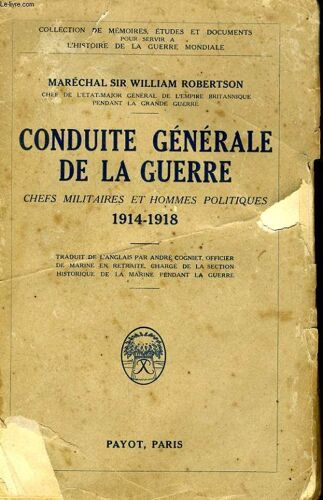 COLLECTION DE MÉMOIRES, ÉTUDES ET DOCUMENTS
POUR SERVIR A
L'HISTOIRE DE LA GUERRE MONDIALE
MARÉCHAL SIR WILLIAM ROBERTSON
CHEF DE L'ÉTAT-MAJOR GÉNÉRAL DE L'EMPIRE BRITANNIQUE
PENDANT LA GRANDE GUERRE
CONDUITE GÉNÉRALE
DE LA GUERRE
CHEFS MILITAIRES ET HOMMES POLITIQUES
1914-1918
TRADUIT DE L'ANGLAIS PAR ANDRÉ COGNIET, OFFICIER
DE MARINE EN RETRAITE, CHARGÉ DE LA SECTION
HISTORIQUE DE LA MARINE PENDANT LA GUERRE
PAYOT, PARIS
Le-livre.com